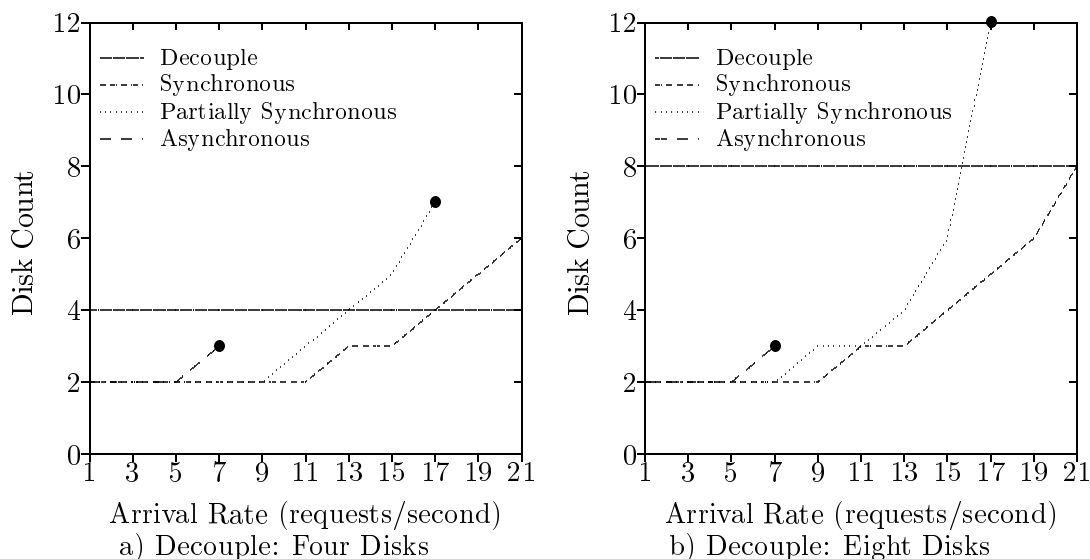 12
10
8
6
4
2
0
Disk Count
Decouple
Synchronous
Partially Synchronous
Asynchronous
1 3 5 7 9 11 13 15 17 19 21
Arrival Rate (requests/second)
a) Decouple: Four Disks
12
10
8
6
4
2
0
Disk Count
Decouple
Synchronous
Partially Synchronous
Asynchronous
1 3 5 7 9 11 13 15 17 19 21
Arrival Rate (requests/second)
b) Decouple: Eight Disks